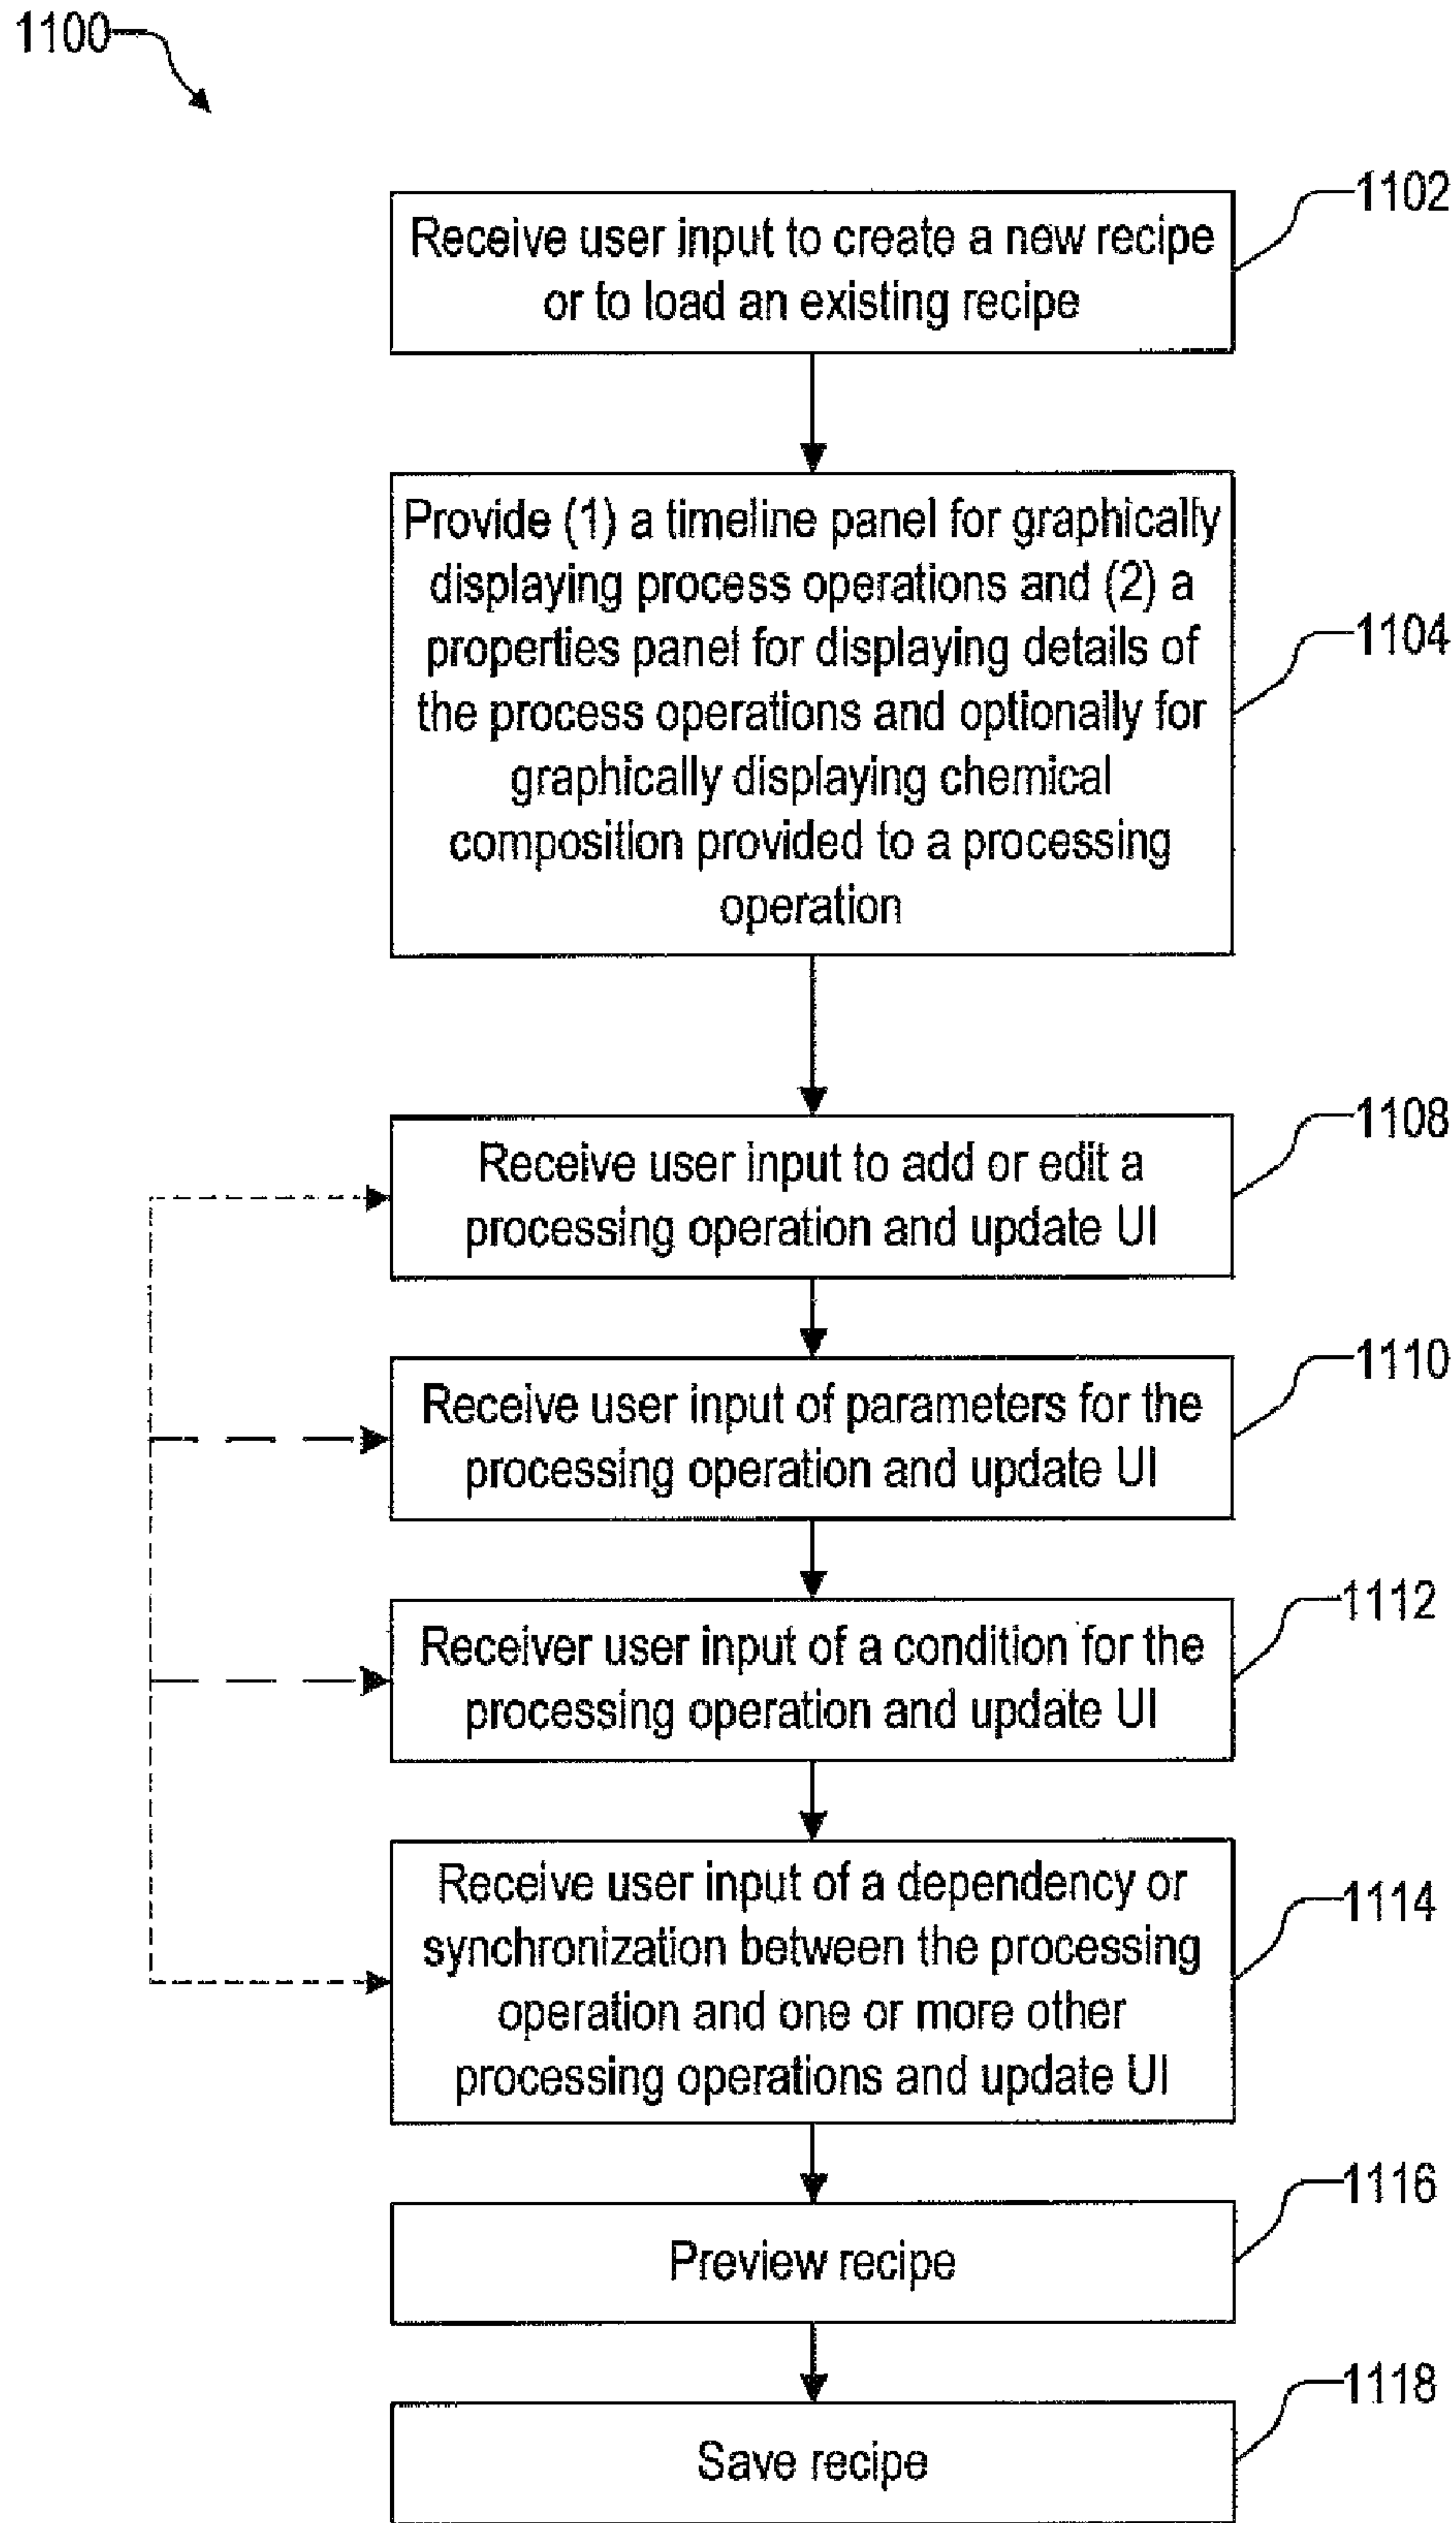 1100
1102
Receive user input to create a new recipe
or to load an existing recipe
Provide (1) a timeline panel for graphically
displaying process operations and (2) a
properties panel for displaying details of
the process operations and optionally for
graphically displaying chemical
composition provided to a processing
operation
1104
1108
Receive user input to add or edit a
processing operation and update UI
1110
Receive user input of parameters for the
processing operation and update UI
1112
Receiver user input of a condition for the
processing operation and update UI
Receive user input of a dependency or
synchronization between the processing
operation and one or more other
processing operations and update UI
1114
1116
Preview recipe
1118
Save recipe